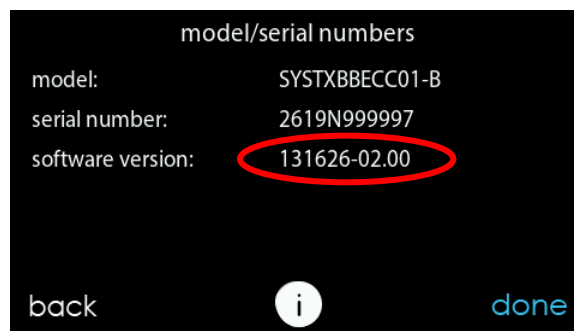 model/serial numbers
model: SYSTXBBECC01-B
serial number: 2619N999997
software version: 131626-02.00
back i done